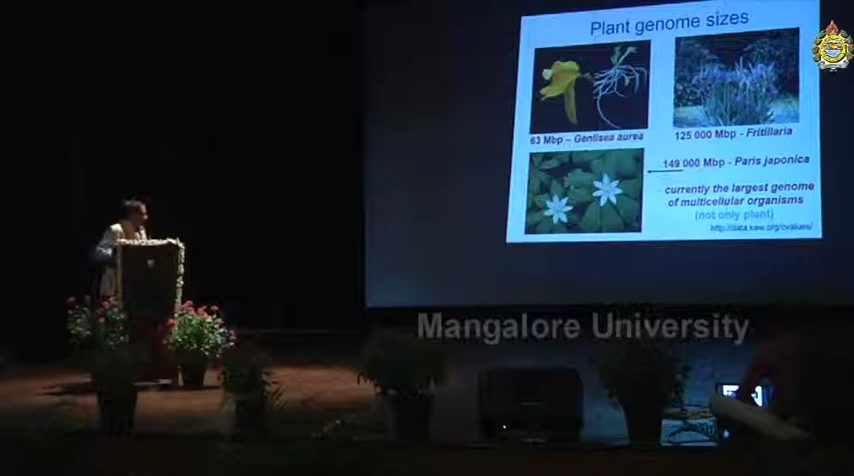 Plant genome sizes
63 Mbp – Genlisea aurea
125 000 Mbp - Fritillaria
149 000 Mbp - Paris japonica
currently the largest genome
of multicellular organisms
(not only plant)
http://data.kew.org/cvalues/
Mangalore University